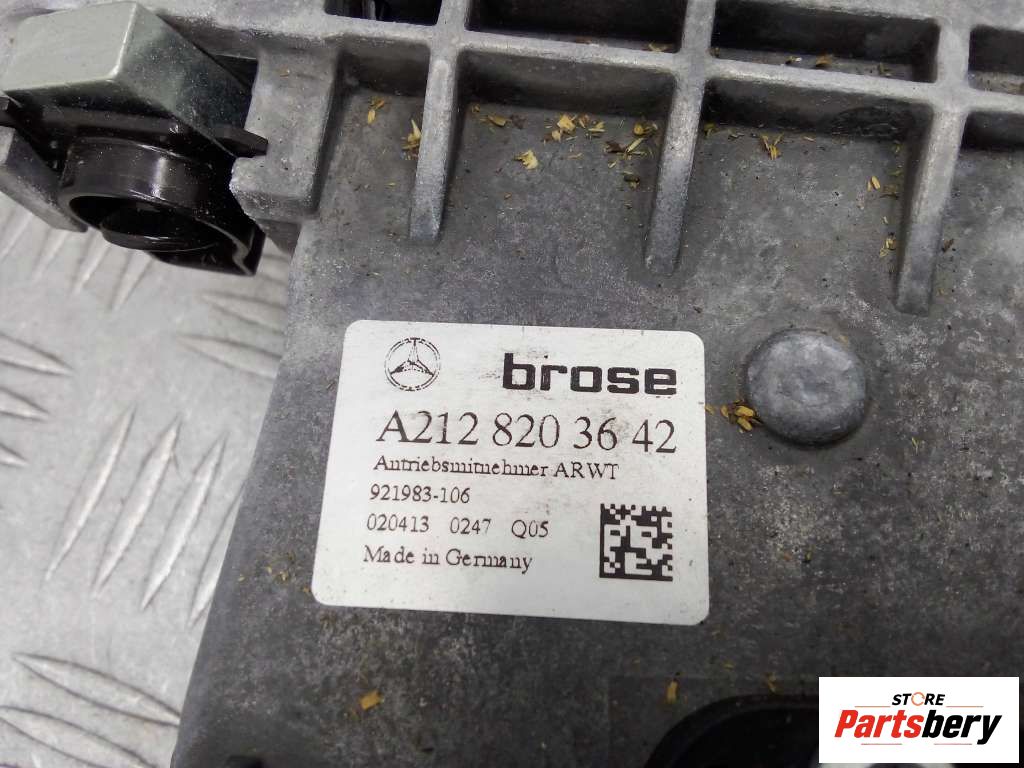 brose
A212 820 36 42
Antriebsmitnehmer ARWT
921983-106
020413 0247 Q05
Made in Germany
STORE
Partsbery